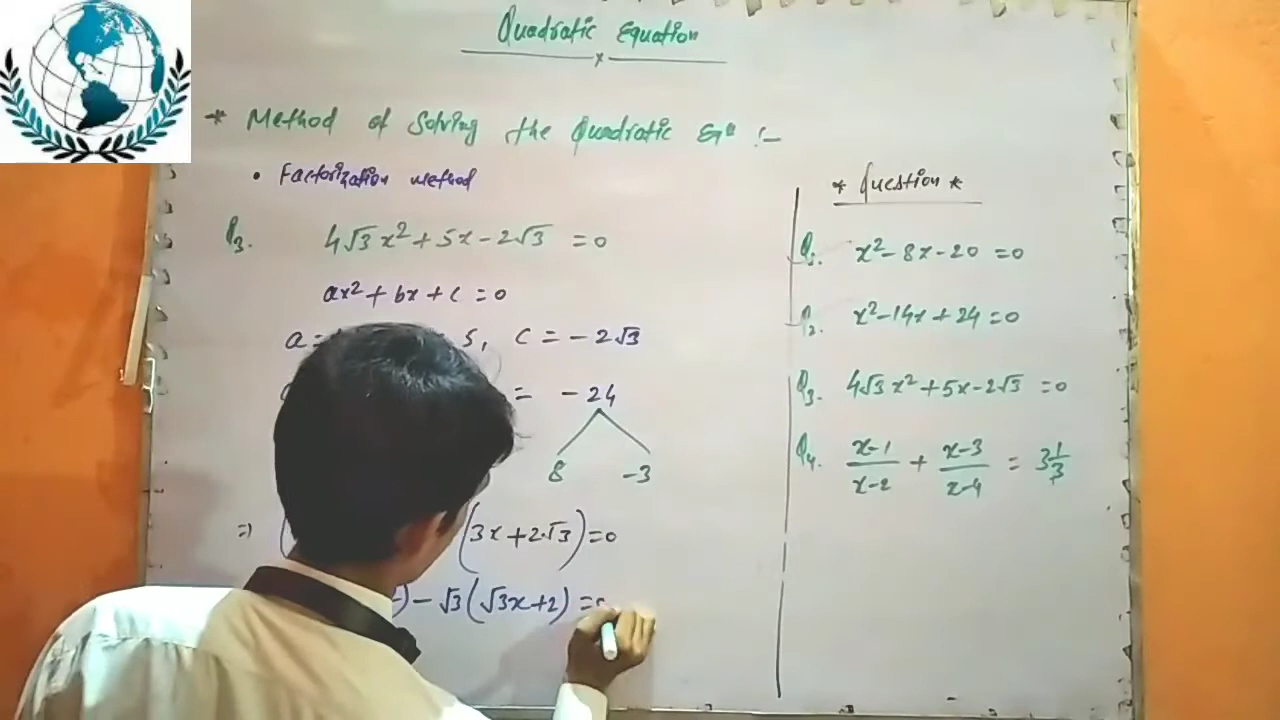 Quadratic Equation
* Method of Solving the Quadratic Eqn :-
• Factorization method
Q3. 4√3 x² + 5x - 2√3 = 0
ax² + bx + c = 0
a = 5, c = - 2√3
= - 24
8 -3
=> ( (3x + 2√3) = 0
) - √3 (√3x + 2) = 0
* Question *
Q1. x² - 8x - 20 = 0
Q2. x² - 14x + 24 = 0
Q3. 4√3 x² + 5x - 2√3 = 0
Q4. x-1/x-2 + x-3/x-4 = 3 1/3